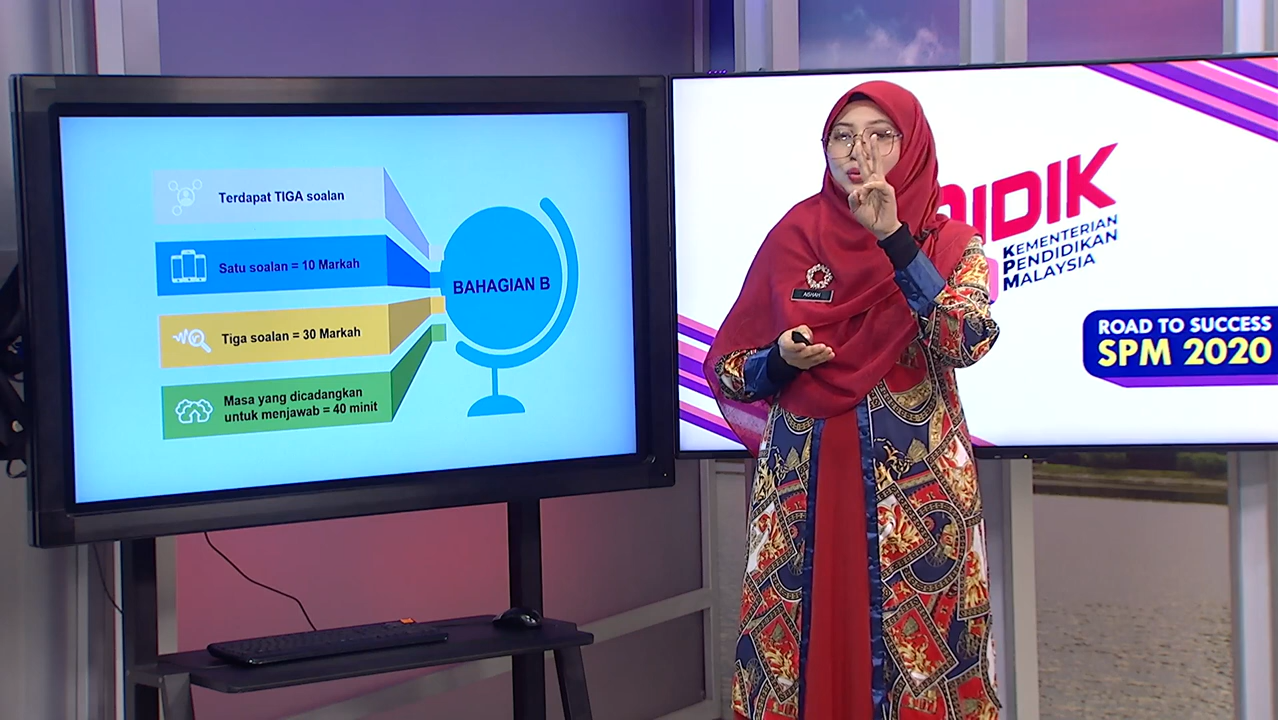 Terdapat TIGA soalan
Satu soalan = 10 Markah
Tiga soalan = 30 Markah
Masa yang dicadangkan
untuk menjawab = 40 minit
BAHAGIAN B
AISHAH
DIDIK
KEMENTERIAN
PENDIDIKAN
MALAYSIA
ROAD TO SUCCESS
SPM 2020